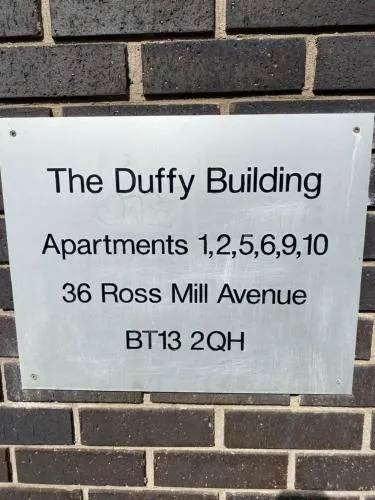 The Duffy Building
Apartments 1,2,5,6,9,10
36 Ross Mill Avenue
BT13 2QH